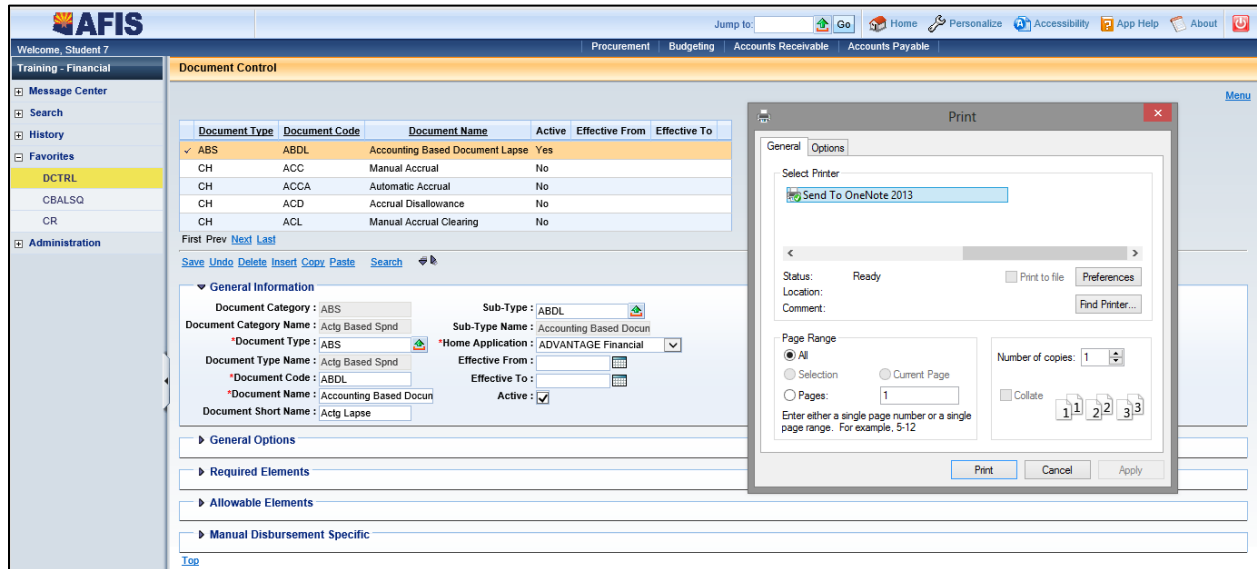 AFIS
Jump to: Go Home Personalize Accessibility App Help About
Welcome, Student 7
Procurement Budgeting Accounts Receivable Accounts Payable
Training - Financial
Message Center
Search
History
Favorites
DCTRL
CBALSQ
CR
Administration
Document Control
Menu
Document Type Document Code Document Name Active Effective From Effective To
ABS ABDL Accounting Based Document Lapse Yes
CH ACC Manual Accrual No
CH ACCA Automatic Accrual No
CH ACD Accrual Disallowance No
CH ACL Manual Accrual Clearing No
First Prev Next Last
Save Undo Delete Insert Copy Paste Search
General Information
Document Category : ABS
Document Category Name : Actg Based Spnd
*Document Type : ABS
Document Type Name : Actg Based Spnd
*Document Code : ABDL
*Document Name : Accounting Based Docun
Document Short Name : Actg Lapse
Sub-Type : ABDL
Sub-Type Name : Accounting Based Docun
*Home Application : ADVANTAGE Financial
Effective From :
Effective To :
Active :
General Options
Required Elements
Allowable Elements
Manual Disbursement Specific
Top
Print
General Options
Select Printer
Send To OneNote 2013
Status: Ready
Location:
Comment:
Print to file Preferences
Find Printer...
Page Range
All
Selection Current Page
Pages: 1
Enter either a single page number or a single
page range. For example, 5-12
Number of copies: 1
Collate
1 1 2 2 3 3
Print Cancel Apply